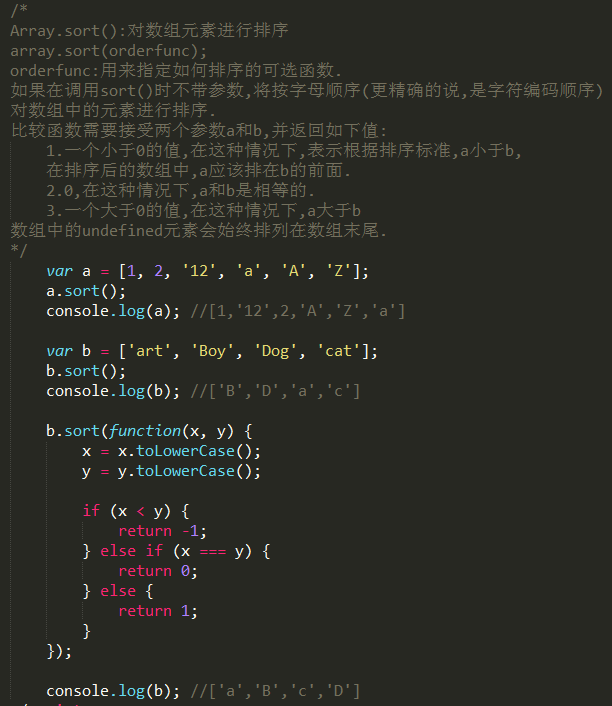 /*
Array.sort():对数组元素进行排序
array.sort(orderfunc);
orderfunc:用来指定如何排序的可选函数.
如果在调用sort()时不带参数,将按字母顺序(更精确的说,是字符编码顺序)
对数组中的元素进行排序.
比较函数需要接受两个参数a和b,并返回如下值:
    1.一个小于0的值,在这种情况下,表示根据排序标准,a小于b,
    在排序后的数组中,a应该排在b的前面.
    2.0,在这种情况下,a和b是相等的.
    3.一个大于0的值,在这种情况下,a大于b
数组中的undefined元素会始终排列在数组末尾.
*/
    var a = [1, 2, '12', 'a', 'A', 'Z'];
    a.sort();
    console.log(a); //[1,'12',2,'A','Z','a']

    var b = ['art', 'Boy', 'Dog', 'cat'];
    b.sort();
    console.log(b); //['B','D','a','c']

    b.sort(function(x, y) {
        x = x.toLowerCase();
        y = y.toLowerCase();

        if (x < y) {
            return -1;
        } else if (x === y) {
            return 0;
        } else {
            return 1;
        }
    });

    console.log(b); //['a','B','c','D']